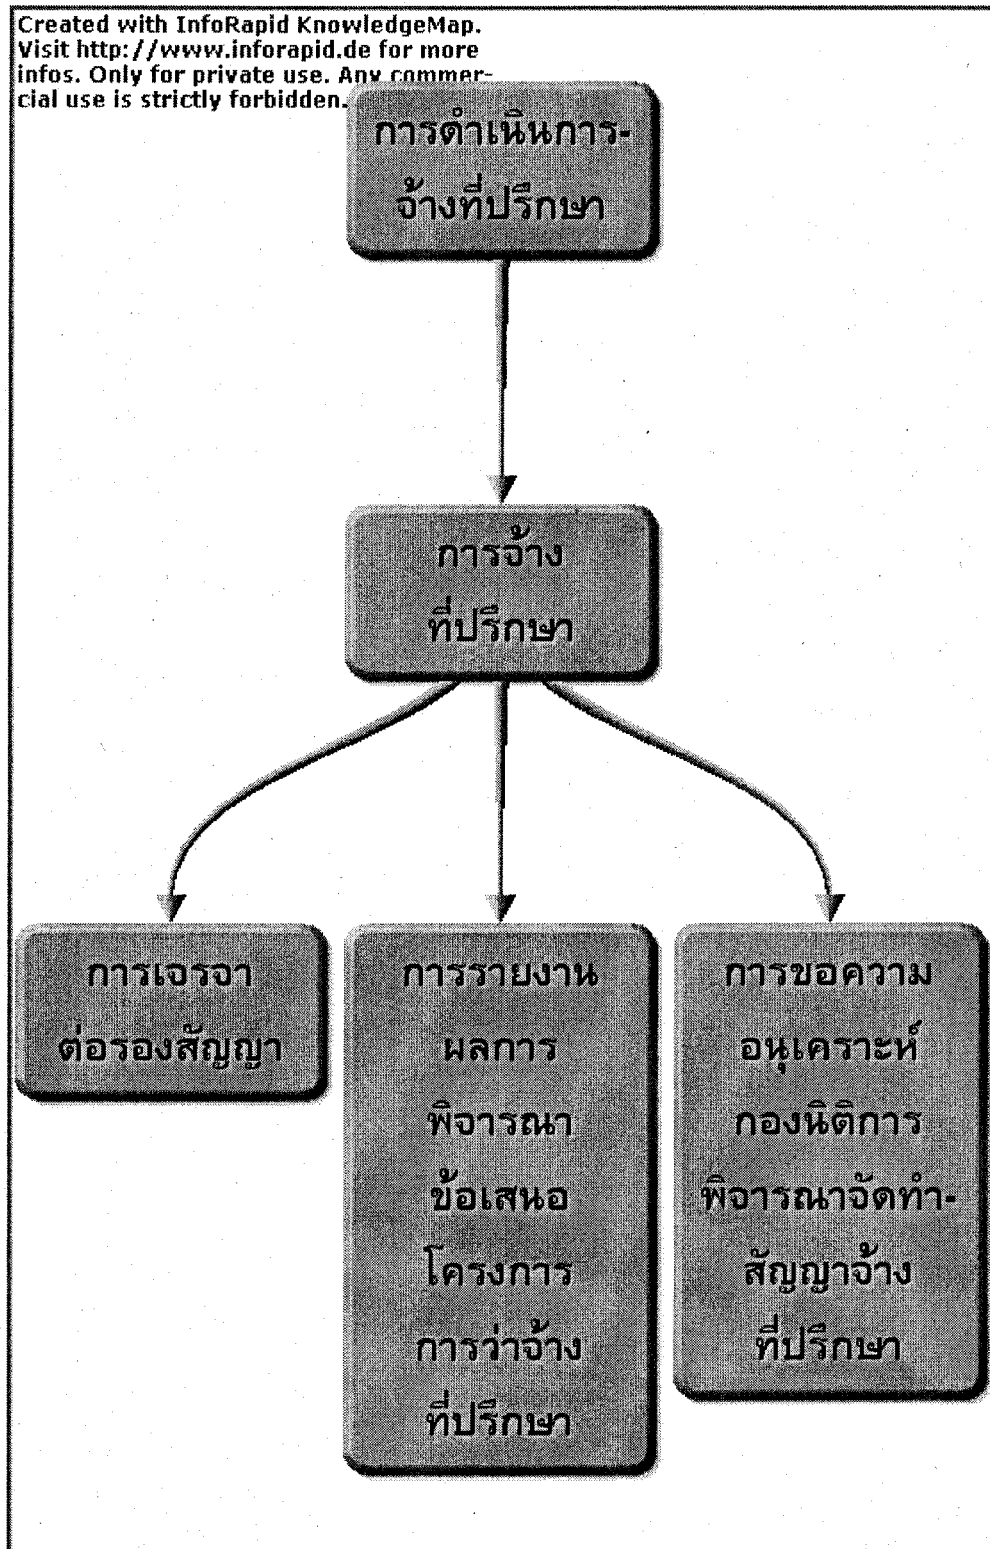 Created with InfoRapid KnowledgeMap.
Visit http://www.inforapid.de for more
infos. Only for private use. Any commer-
cial use is strictly forbidden.
การดำเนินการ-
จ้างที่ปรึกษา
การจ้าง
ที่ปรึกษา
การเจรจา
ต่อรองสัญญา
การรายงาน
ผลการ
พิจารณา
ข้อเสนอ
โครงการ
การว่าจ้าง
ที่ปรึกษา
การขอความ
อนุเคราะห์
กองนิติการ
พิจารณาจัดทำ-
สัญญาจ้าง
ที่ปรึกษา